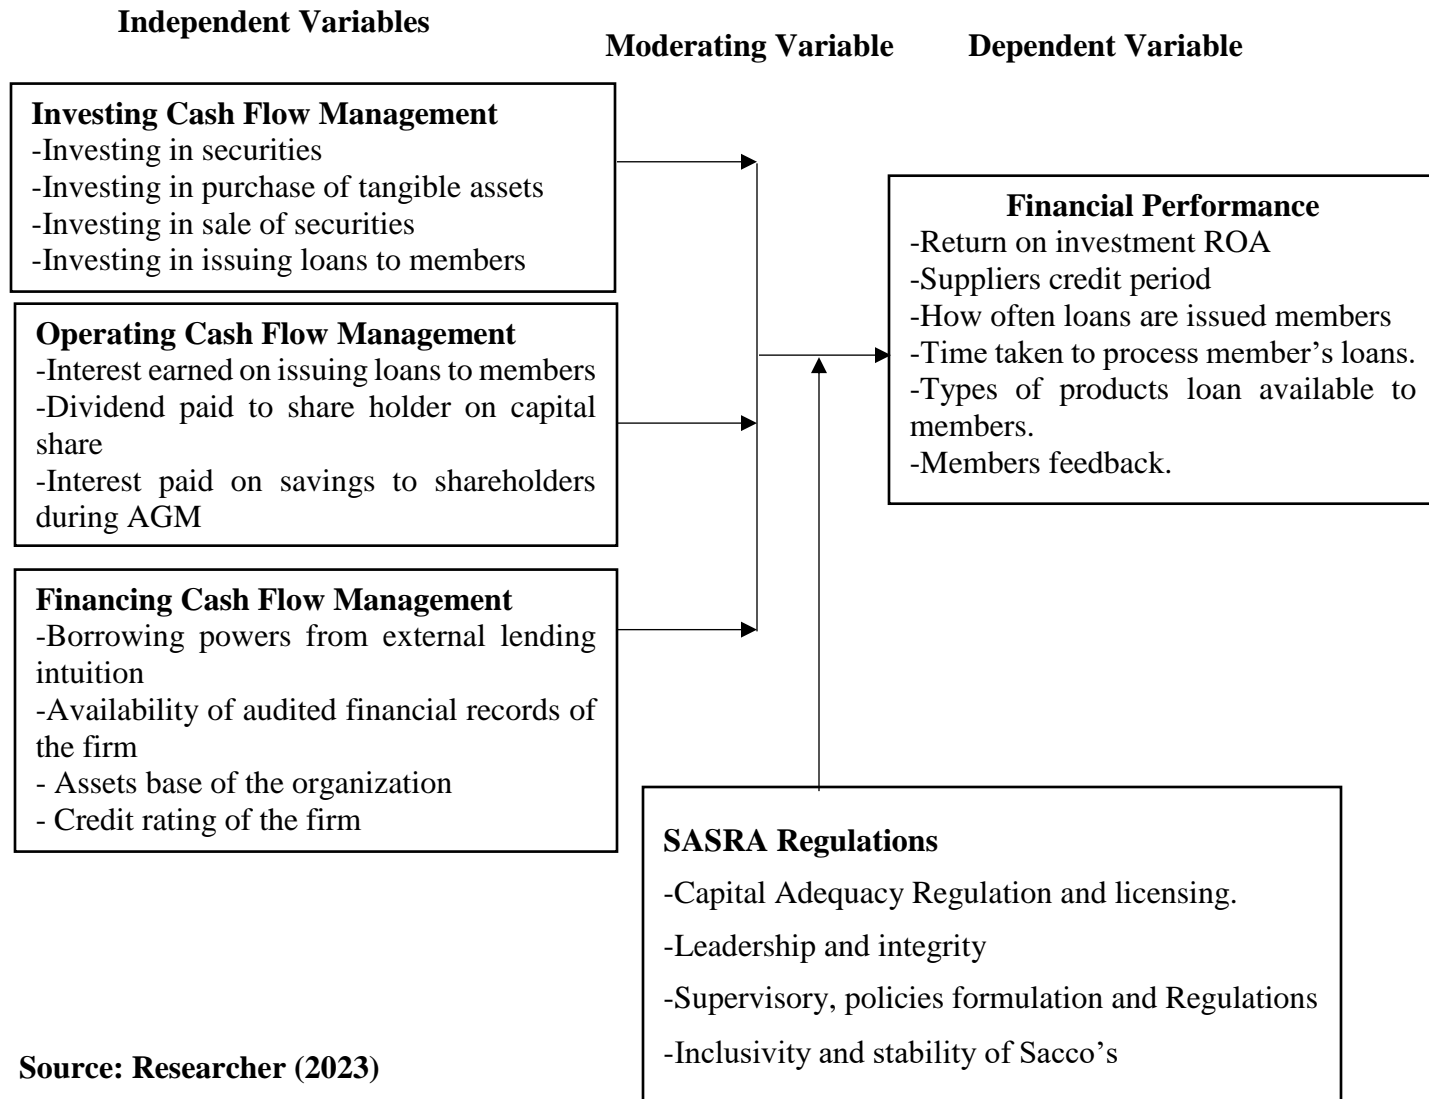 Independent Variables
Moderating Variable
Dependent Variable
Investing Cash Flow Management
-Investing in securities
-Investing in purchase of tangible assets
-Investing in sale of securities
-Investing in issuing loans to members
Operating Cash Flow Management
-Interest earned on issuing loans to members
-Dividend paid to share holder on capital
share
-Interest paid on savings to shareholders
during AGM
Financing Cash Flow Management
-Borrowing powers from external lending
intuition
-Availability of audited financial records of
the firm
- Assets base of the organization
- Credit rating of the firm
Financial Performance
-Return on investment ROA
-Suppliers credit period
-How often loans are issued members
-Time taken to process member’s loans.
-Types of products loan available to
members.
-Members feedback.
SASRA Regulations
-Capital Adequacy Regulation and licensing.
-Leadership and integrity
-Supervisory, policies formulation and Regulations
-Inclusivity and stability of Sacco’s
Source: Researcher (2023)